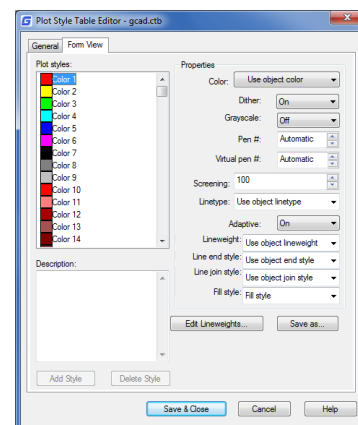 Plot Style Table Editor - gcad.ctb
General Form View
Plot styles:
Color 1
Color 2
Color 3
Color 4
Color 5
Color 6
Color 7
Color 8
Color 9
Color 10
Color 11
Color 12
Color 13
Color 14
Description:
Add Style Delete Style
Properties
Color: Use object color
Dither: On
Grayscale: Off
Pen #: Automatic
Virtual pen #: Automatic
Screening: 100
Linetype: Use object linetype
Adaptive: On
Lineweight: Use object lineweight
Line end style: Use object end style
Line join style: Use object join style
Fill style: Fill style
Edit Lineweights... Save as...
Save & Close Cancel Help